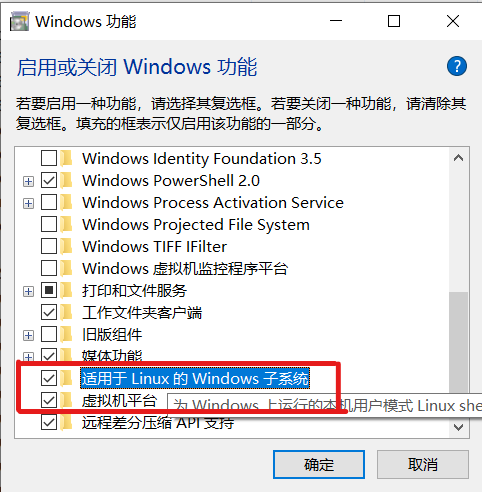 Windows 功能
启用或关闭 Windows 功能
若要启用一种功能，请选择其复选框。若要关闭一种功能，请清除其
复选框。填充的框表示仅启用该功能的一部分。
Windows Identity Foundation 3.5
Windows PowerShell 2.0
Windows Process Activation Service
Windows Projected File System
Windows TIFF IFilter
Windows 虚拟机监控程序平台
打印和文件服务
工作文件夹客户端
旧版组件
媒体功能
适用于 Linux 的 Windows 子系统
虚拟机平台
为 Windows 上运行的本机用户模式 Linux she
远程差分压缩 API 支持
确定
取消